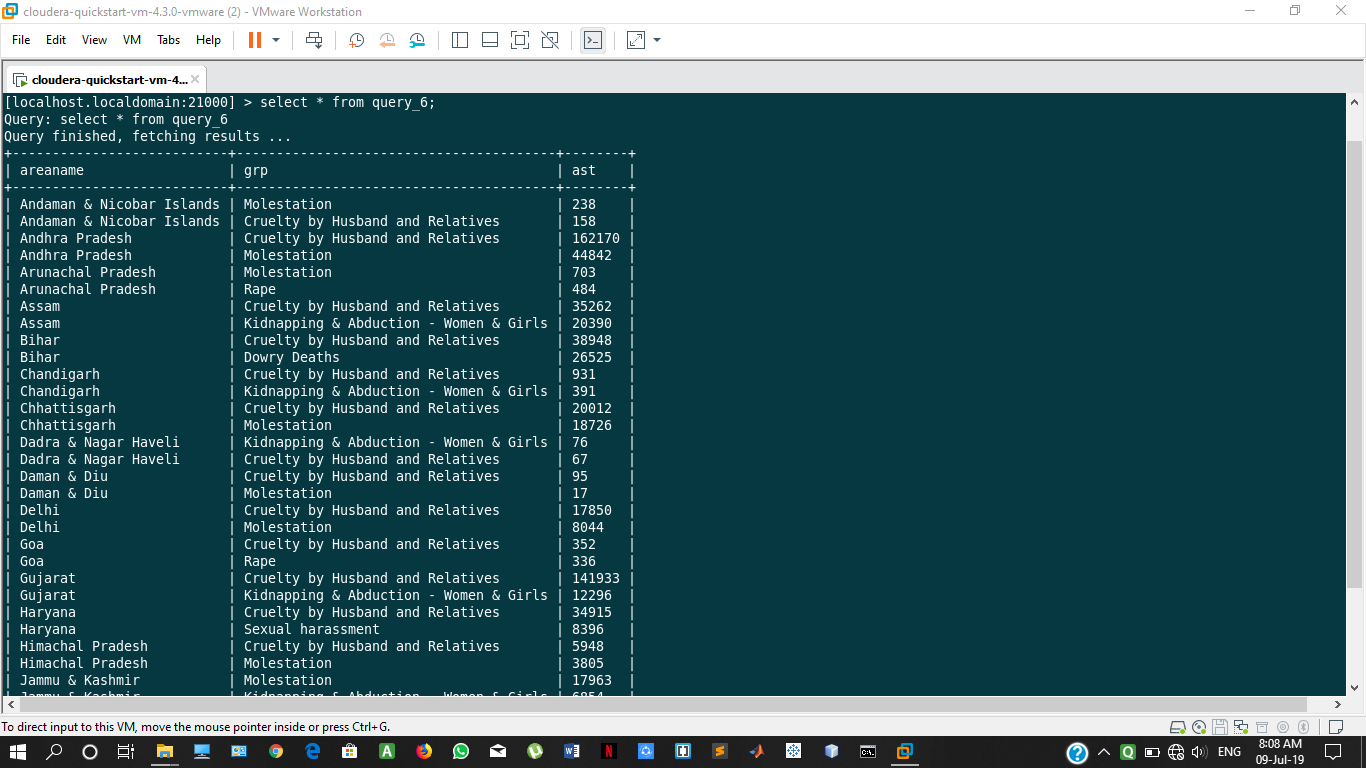 cloudera-quickstart-vm-4.3.0-vmware (2) - VMware Workstation
File Edit View VM Tabs Help
cloudera-quickstart-vm-4...
[localhost.localdomain:21000] > select * from query_6;
Query: select * from query_6
Query finished, fetching results ...
+---------------------------+----------------------------------------+--------+
| areaname | grp | ast |
+---------------------------+----------------------------------------+--------+
| Andaman & Nicobar Islands | Molestation | 238 |
| Andaman & Nicobar Islands | Cruelty by Husband and Relatives | 158 |
| Andhra Pradesh | Cruelty by Husband and Relatives | 162170 |
| Andhra Pradesh | Molestation | 44842 |
| Arunachal Pradesh | Molestation | 703 |
| Arunachal Pradesh | Rape | 484 |
| Assam | Cruelty by Husband and Relatives | 35262 |
| Assam | Kidnapping & Abduction - Women & Girls | 20390 |
| Bihar | Cruelty by Husband and Relatives | 38948 |
| Bihar | Dowry Deaths | 26525 |
| Chandigarh | Cruelty by Husband and Relatives | 931 |
| Chandigarh | Kidnapping & Abduction - Women & Girls | 391 |
| Chhattisgarh | Cruelty by Husband and Relatives | 20012 |
| Chhattisgarh | Molestation | 18726 |
| Dadra & Nagar Haveli | Kidnapping & Abduction - Women & Girls | 76 |
| Dadra & Nagar Haveli | Cruelty by Husband and Relatives | 67 |
| Daman & Diu | Cruelty by Husband and Relatives | 95 |
| Daman & Diu | Molestation | 17 |
| Delhi | Cruelty by Husband and Relatives | 17850 |
| Delhi | Molestation | 8044 |
| Goa | Cruelty by Husband and Relatives | 352 |
| Goa | Rape | 336 |
| Gujarat | Cruelty by Husband and Relatives | 141933 |
| Gujarat | Kidnapping & Abduction - Women & Girls | 12296 |
| Haryana | Cruelty by Husband and Relatives | 34915 |
| Haryana | Sexual harassment | 8396 |
| Himachal Pradesh | Cruelty by Husband and Relatives | 5948 |
| Himachal Pradesh | Molestation | 3805 |
| Jammu & Kashmir | Molestation | 17963 |
| Jammu & Kashmir | Kidnapping & Abduction - Women & Girls |
To direct input to this VM, move the mouse pointer inside or press Ctrl+G.
ENG
8:08 AM
09-Jul-19